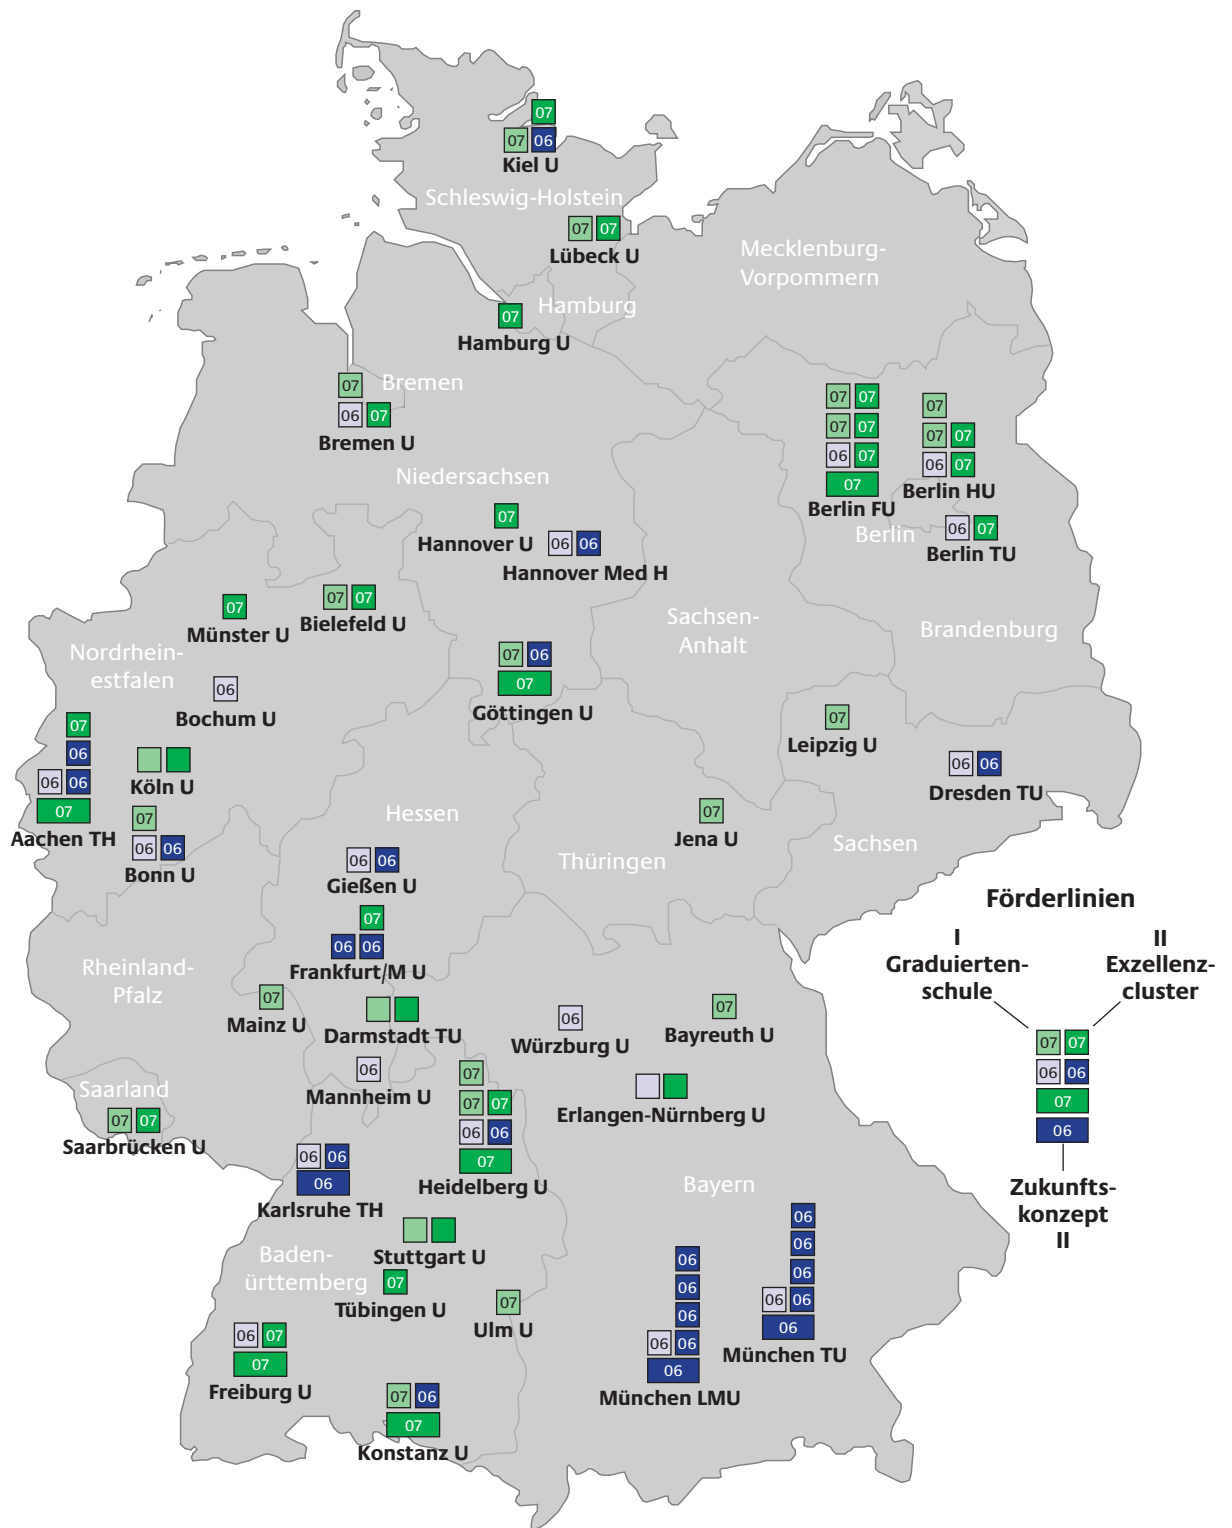 07
07 06
Kiel U
Schleswig-Holstein
07 07
Lübeck U
Mecklenburg-
Vorpommern
Hamburg
07
Hamburg U
07
Bremen
06 07
Bremen U
07 07
07 07
06 07
07
Berlin FU
07
07 07
06 07
Berlin HU
Berlin
06 07
Berlin TU
Niedersachsen
07
Hannover U
06 06
Hannover Med H
07
Münster U
07 07
Bielefeld U
Sachsen-
Anhalt
Brandenburg
Nordrhein-
estfalen
07 06
07
Göttingen U
06
Bochum U
07
Leipzig U
07
06
06 06
07
Aachen TH
Köln U
06 06
Dresden TU
07
06 06
Bonn U
Hessen
07
Jena U
Thüringen
Sachsen
06 06
Gießen U
07
06 06
Frankfurt/M U
Förderlinien
I
Graduierten-
schule
II
Exzellenz-
cluster
07 07
06 06
07
06
Zukunfts-
konzept
II
Rheinland-
Pfalz
07
Mainz U
Darmstadt TU
06
Würzburg U
07
Bayreuth U
06
Mannheim U
Erlangen-Nürnberg U
Saarland
07 07
Saarbrücken U
07
07 07
06 06
07
Heidelberg U
06 06
06
Karlsruhe TH
Bayern
Stuttgart U
Baden-
ürttemberg
07
Tübingen U
07
Ulm U
06
06
06
06 06
06
München TU
06
06
06
06 06
06
München LMU
06 07
07
Freiburg U
07 06
07
Konstanz U